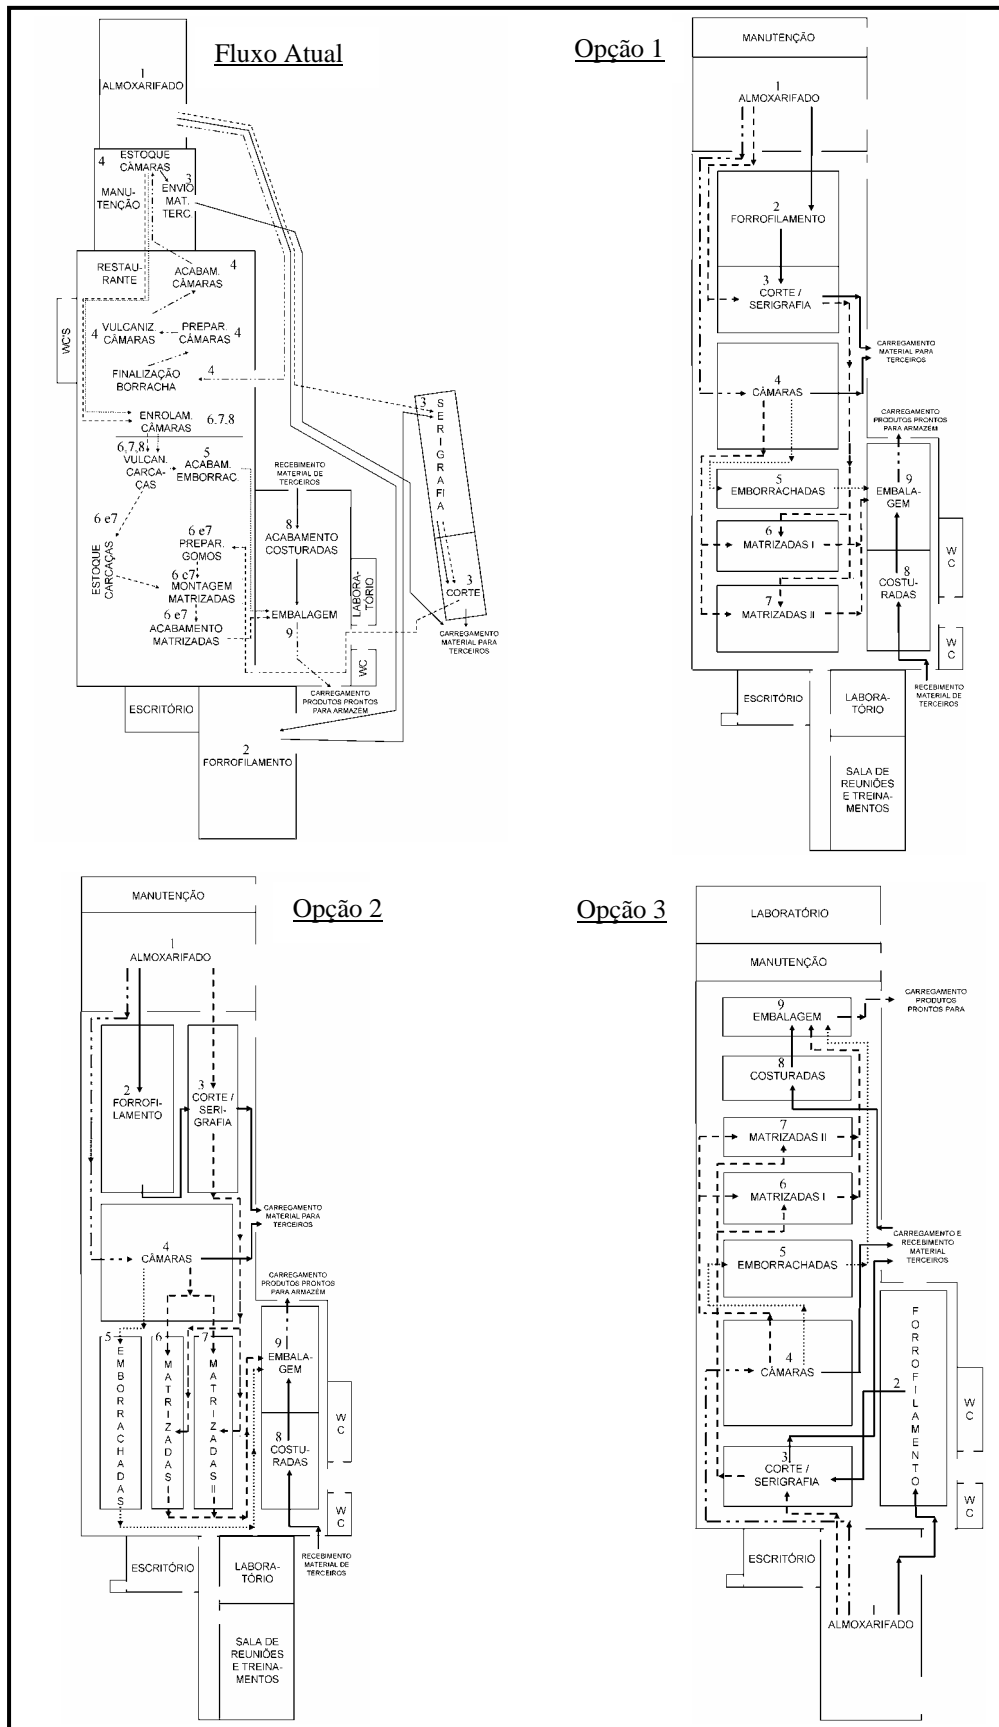 Fluxo Atual
1
ALMOXARIFADO
4
ESTOQUE
CÂMARAS
MANU-
TENÇÃO
3
ENVIO
MAT.
TERC.
RESTAU-
RANTE
ACABAM.
CÂMARAS
4
WC'S
4
VULCANIZ.
CÂMARAS
PREPAR.
CÂMARAS
4
FINALIZAÇÃO
BORRACHA
4
ENROLAM.
CÂMARAS
6.7.8
6,7,8
VULCAN.
CARCA-
ÇAS
5
ACABAM.
EMBORRAC.
RECEBIMENTO
MATERIAL DE
TERCEIROS
3
SERIGRAFIA
6 e7
ESTOQUE
CARCAÇAS
6 e7
PREPAR.
GOMOS
6 e7
MONTAGEM
MATRIZADAS
6 e7
ACABAMENTO
MATRIZADAS
8
ACABAMENTO
COSTURADAS
LABORA-
TÓRIO
EMBALAGEM
9
WC
3
CORTE
CARREGAMENTO
MATERIAL PARA
TERCEIROS
CARREGAMENTO
PRODUTOS PRONTOS
PARA ARMAZEM
ESCRITÓRIO
2
FORROFILAMENTO
Opção 1
MANUTENÇÃO
1
ALMOXARIFADO
2
FORROFILAMENTO
3
CORTE /
SERIGRAFIA
CARREGAMENTO
MATERIAL PARA
TERCEIROS
4
CÂMARAS
CARREGAMENTO
PRODUTOS PRONTOS
PARA ARMAZEM
5
EMBORRACHADAS
9
EMBALA-
GEM
6
MATRIZADAS I
7
MATRIZADAS II
8
COSTU-
RADAS
W
C
W
C
RECEBIMENTO
MATERIAL DE
TERCEIROS
ESCRITÓRIO
LABORA-
TÓRIO
SALA DE
REUNIÕES
E TREINA-
MENTOS
Opção 2
MANUTENÇÃO
1
ALMOXARIFADO
2
FORROFI-
LAMENTO
3
CORTE /
SERI-
GRAFIA
CARREGAMENTO
MATERIAL PARA
TERCEIROS
4
CÂMARAS
CARREGAMENTO
PRODUTOS PRONTOS
PARA ARMAZÉM
5
EMBORRACHADAS
6
MATRIZADAS I
7
MATRIZADAS II
9
EMBALA-
GEM
8
COSTU-
RADAS
W
C
W
C
RECEBIMENTO
MATERIAL DE
TERCEIROS
ESCRITÓRIO
LABORA-
TÓRIO
SALA DE
REUNIÕES
E TREINA-
MENTOS
Opção 3
LABORATÓRIO
MANUTENÇÃO
9
EMBALAGEM
CARREGAMENTO
PRODUTOS
PRONTOS PARA
8
COSTURADAS
7
MATRIZADAS II
6
MATRIZADAS I
5
EMBORRACHADAS
CARREGAMENTO E
RECEBIMENTO
MATERIAL
TERCEIROS
4
CÂMARAS
2
FORROFILAMENTO
W
C
3
CORTE /
SERIGRAFIA
W
C
ESCRITÓRIO
1
ALMOXARIFADO